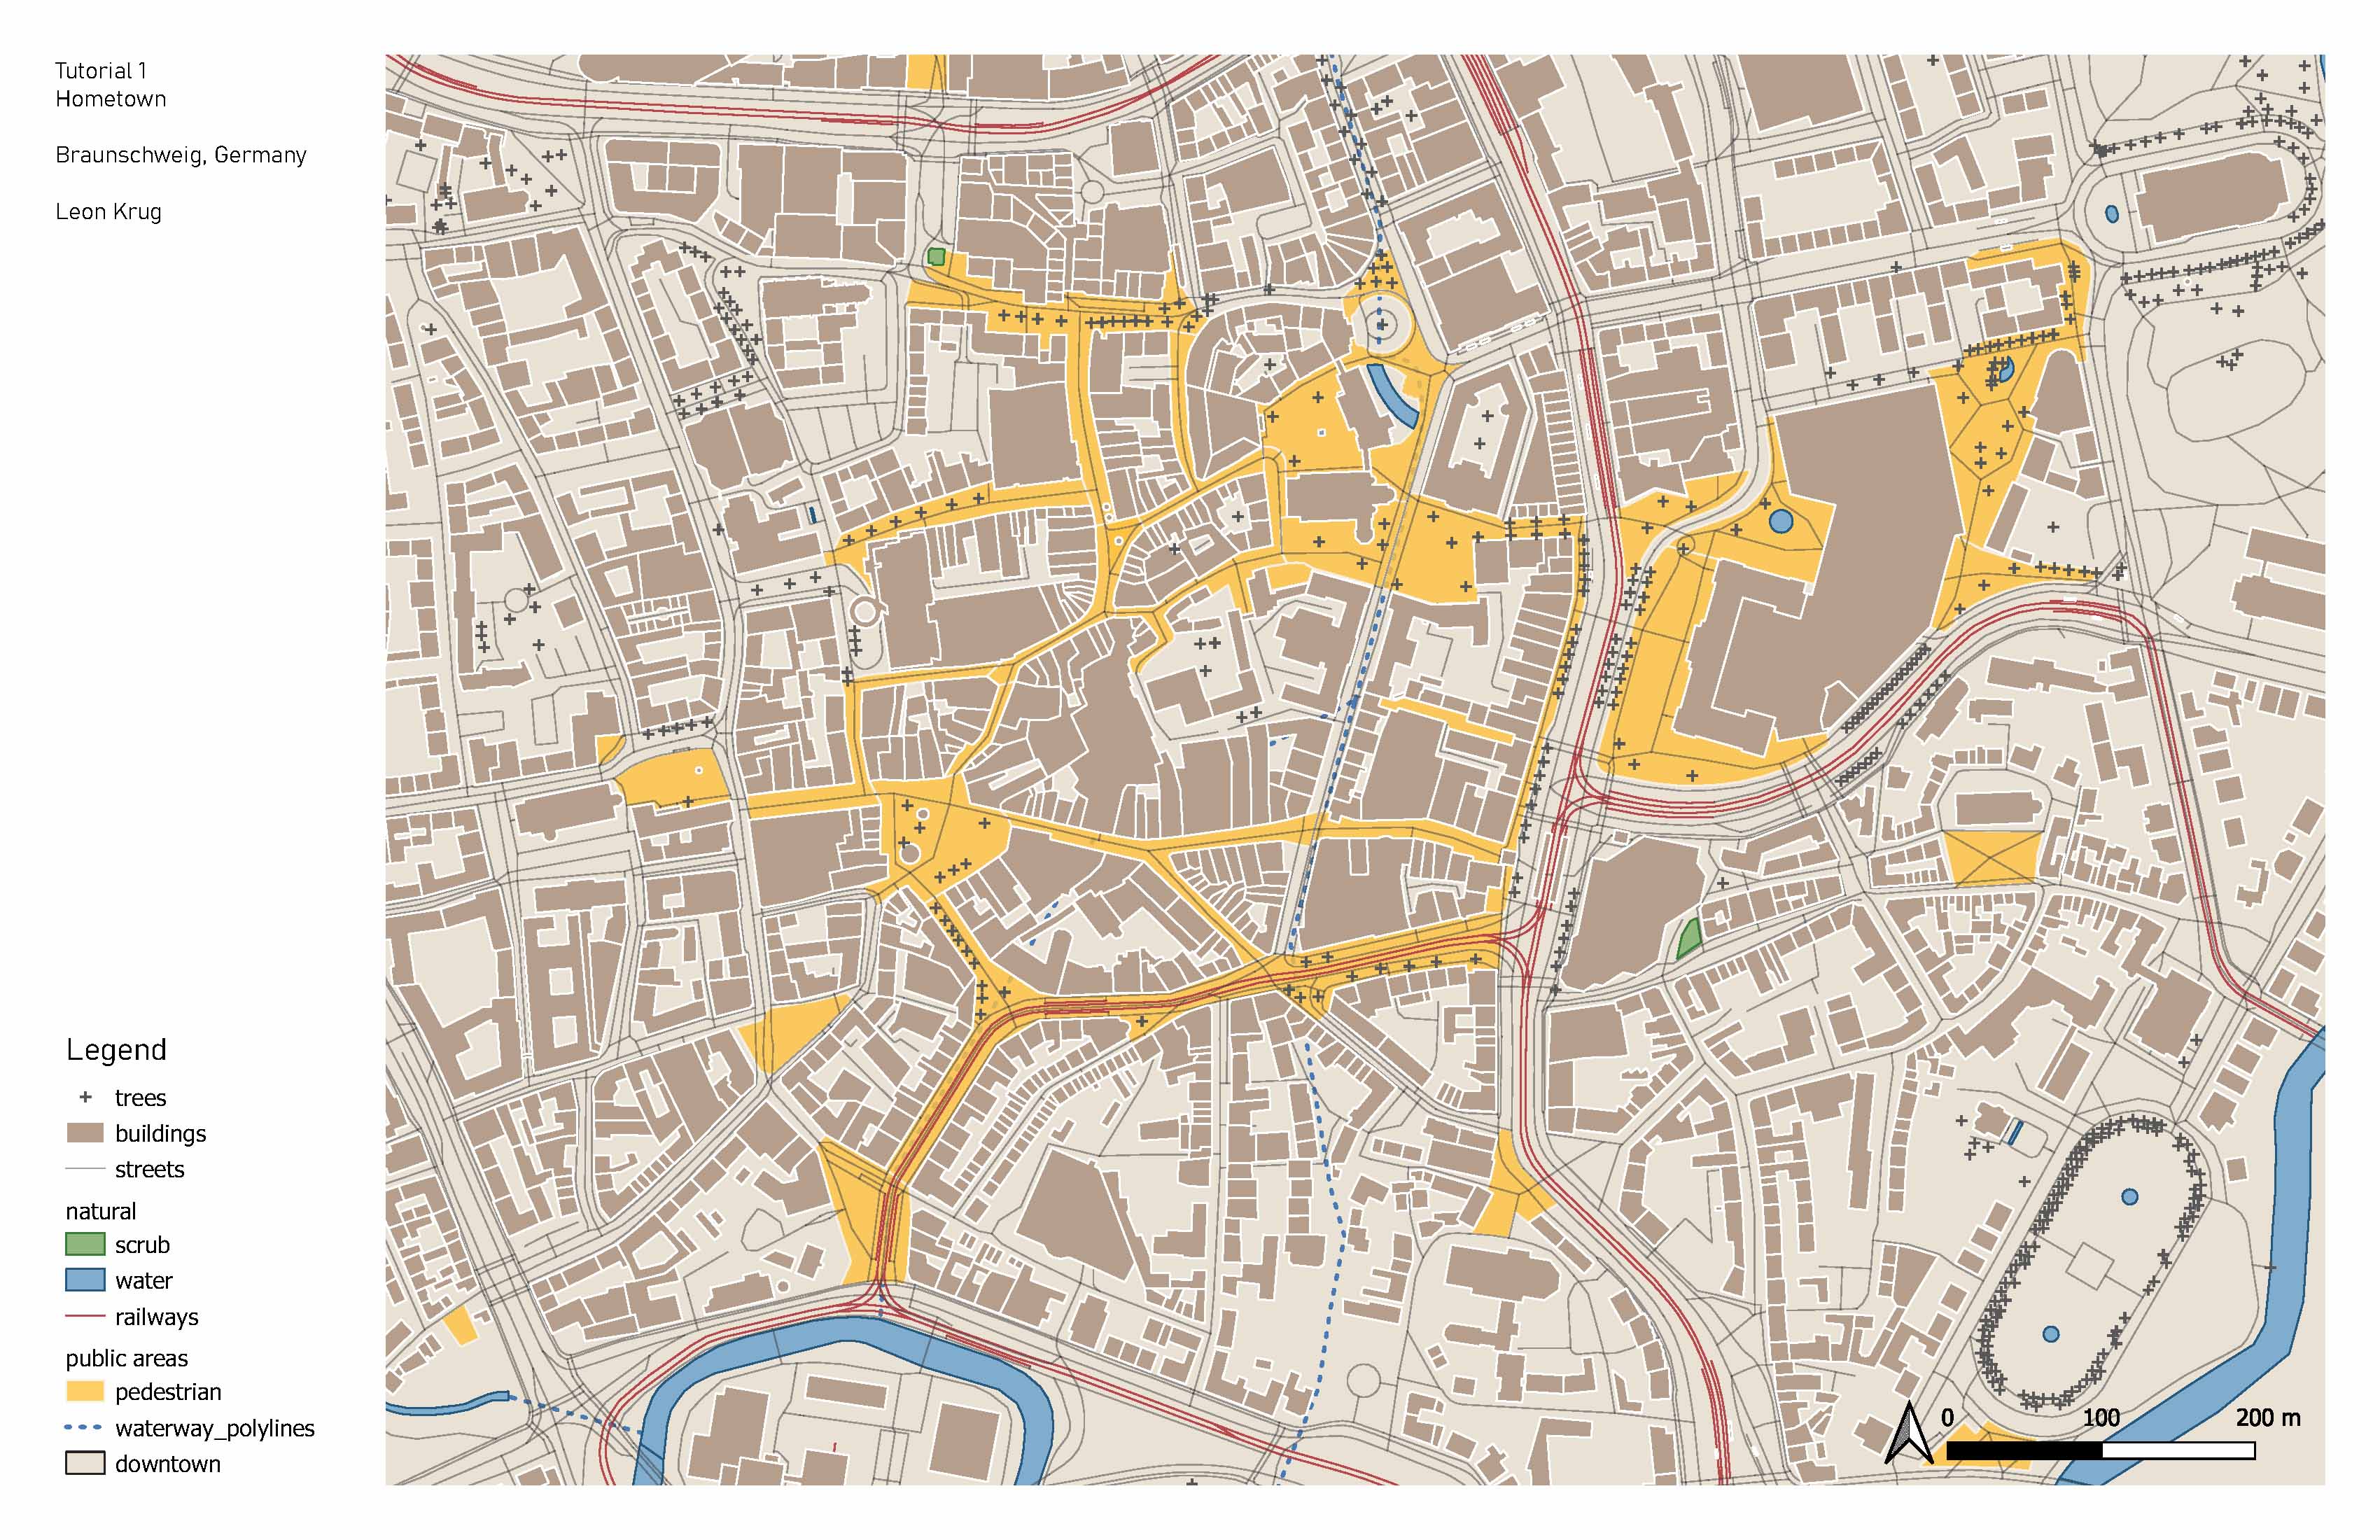 Tutorial 1
Hometown
Braunschweig, Germany
Leon Krug
Legend
trees
buildings
streets
natural
scrub
water
railways
public areas
pedestrian
waterway_polylines
downtown
0 100 200 m